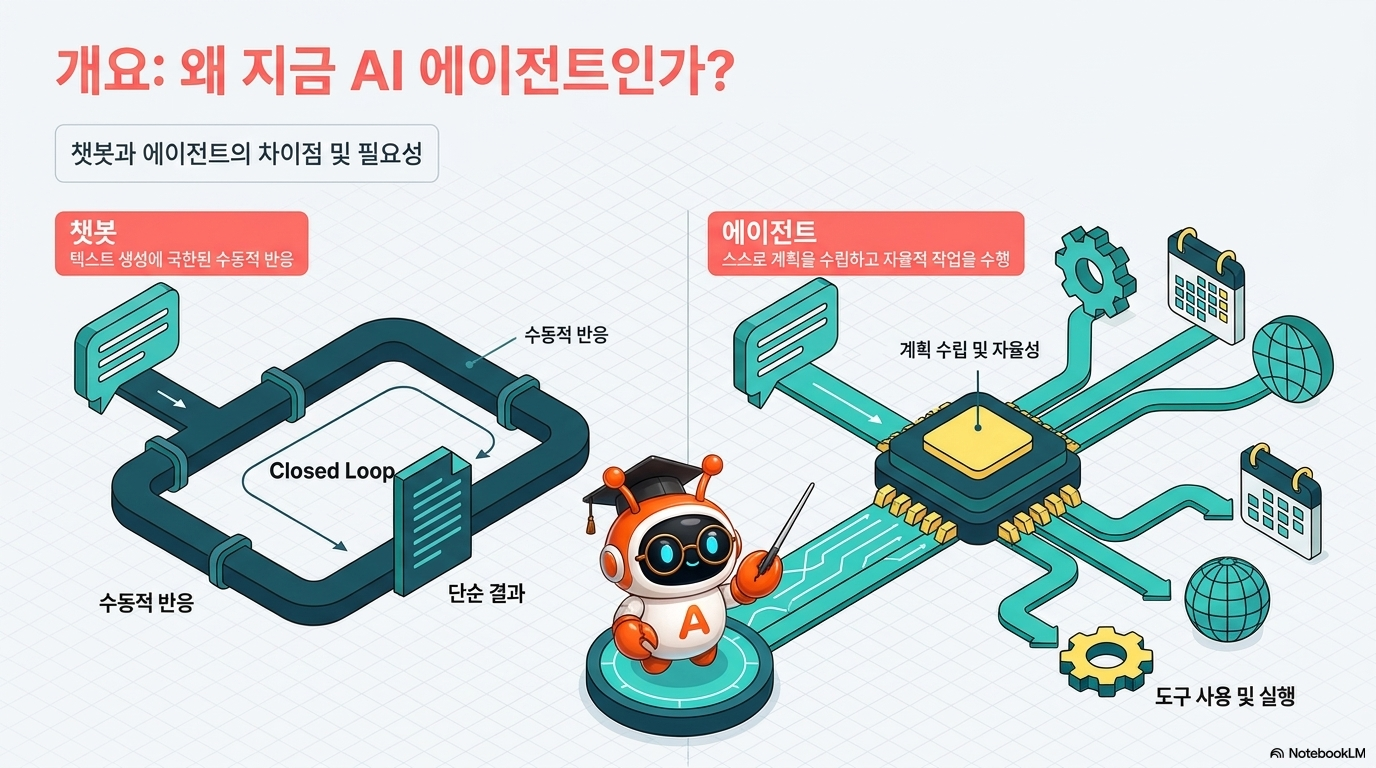 개요: 왜 지금 AI 에이전트인가?
챗봇과 에이전트의 차이점 및 필요성
챗봇
텍스트 생성에 국한된 수동적 반응
수동적 반응
Closed Loop
단순 결과
수동적 반응
에이전트
스스로 계획을 수립하고 자율적 작업을 수행
계획 수립 및 자율성
A
도구 사용 및 실행
NotebookLM